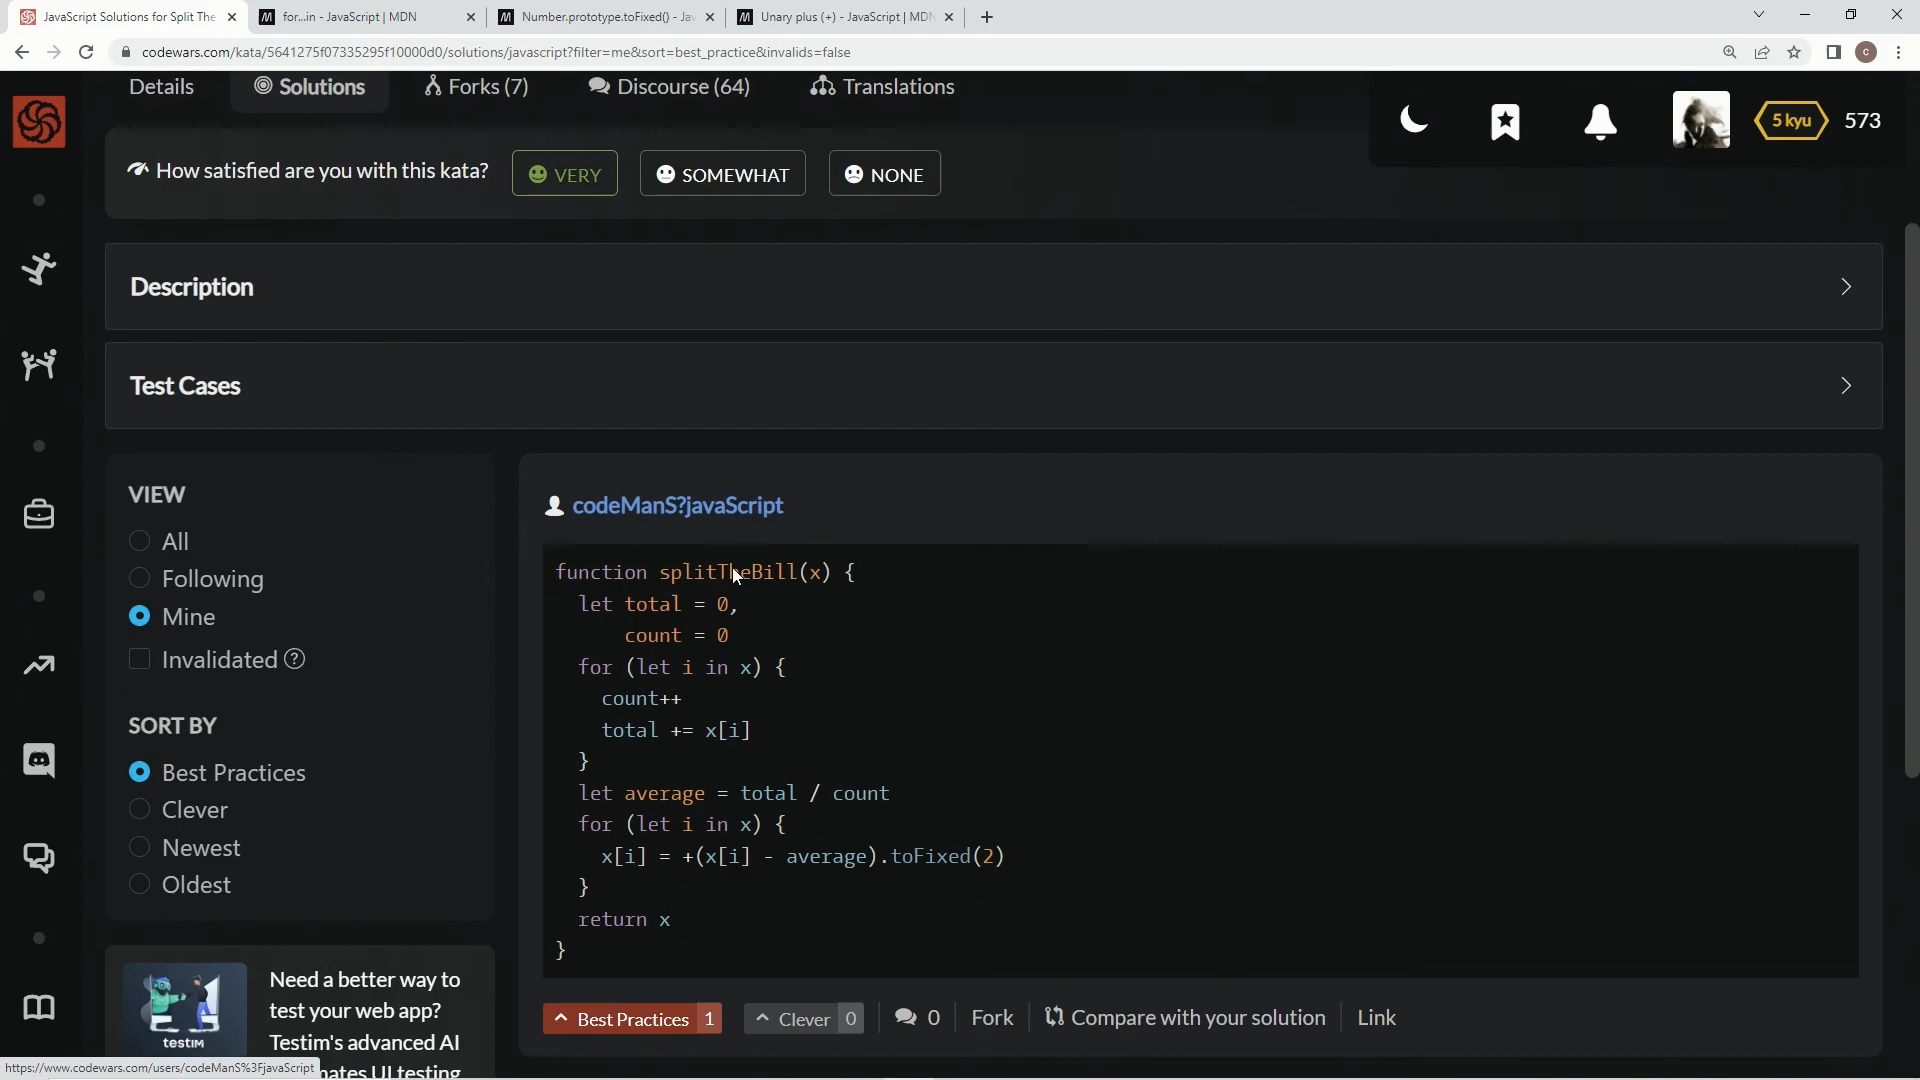 JavaScript Solutions for Split The
for...in - JavaScript | MDN
Number.prototype.toFixed() - Jav
Unary plus (+) - JavaScript | MDN
codewars.com/kata/5641275f07335295f10000d0/solutions/javascript?filter=me&sort=best_practice&invalids=false
Details
Solutions
Forks (7)
Discourse (64)
Translations
5 kyu
573
How satisfied are you with this kata?
VERY
SOMEWHAT
NONE
Description
Test Cases
VIEW
All
Following
Mine
Invalidated
SORT BY
Best Practices
Clever
Newest
Oldest
codeManS?javaScript
function splitTheBill(x) {
let total = 0,
count = 0
for (let i in x) {
count++
total += x[i]
}
let average = total / count
for (let i in x) {
x[i] = +(x[i] - average).toFixed(2)
}
return x
}
Best Practices 1
Clever 0
0
Fork
Compare with your solution
Link
testim
Need a better way to
test your web app?
Testim's advanced AI
mates UI testing
https://www.codewars.com/users/codeManS%3FjavaScript